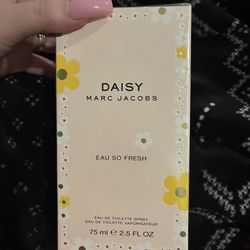 DAISY
MARC JACOBS
EAU SO FRESH
EAU DE TOILETTE SPRAY
EAU DE TOILETTE VAPORISATEUR
75 ml ℮ 2.5 FL OZ